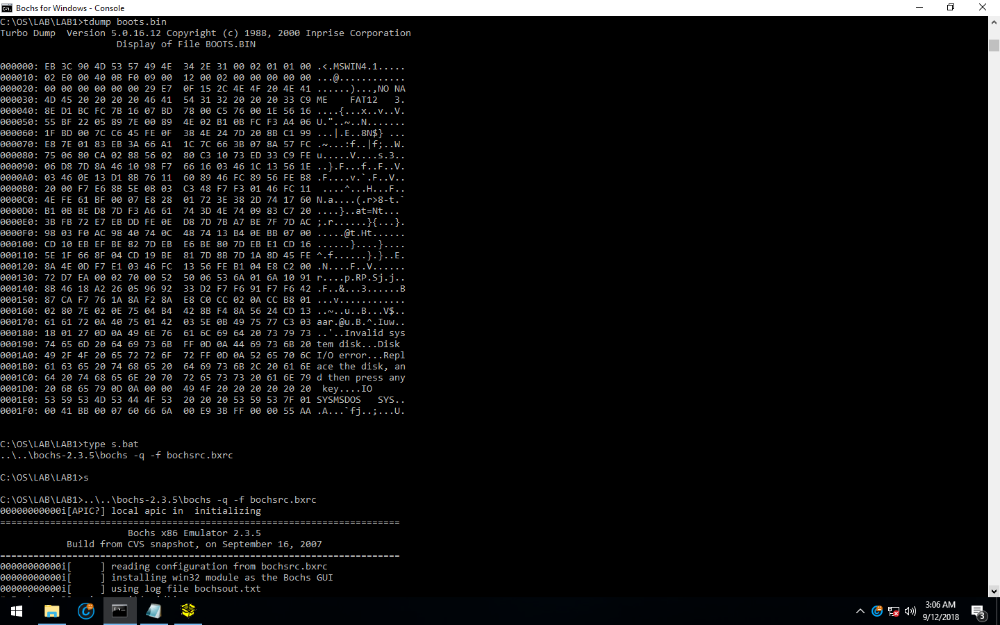 Bochs for Windows - Console
C:\OS\LAB\LAB1>tdump boots.bin
Turbo Dump  Version 5.0.16.12 Copyright (c) 1988, 2000 Inprise Corporation
                     Display of File BOOTS.BIN
000000: EB 3C 90 4D 53 57 49 4E  34 2E 31 00 02 01 01 00 .<.MSWIN4.1.....
000010: 02 E0 00 40 0B F0 09 00  12 00 02 00 00 00 00 00 ...@............
000020: 00 00 00 00 00 00 29 E7  0F 15 2C 4E 4F 20 4E 41 ......)...,NO NA
000030: 4D 45 20 20 20 20 46 41  54 31 32 20 20 20 33 C9 ME    FAT12   3.
000040: 8E D1 BC FC 7B 16 07 BD  78 00 C5 76 00 1E 56 16 ....{...x..v..V.
000050: 55 BF 22 05 89 7E 00 89  4E 02 B1 0B FC F3 A4 06 U."..~..N.......
000060: 1F BD 00 7C C6 45 FE 0F  38 4E 24 7D 20 8B C1 99 ...|.E..8N$} ...
000070: E8 7E 01 83 EB 3A 66 A1  1C 7C 66 3B 07 8A 57 FC .~...:f..|f;..W.
000080: 75 06 80 CA 02 88 56 02  80 C3 10 73 ED 33 C9 FE u.....V....s.3..
000090: 06 D8 7D 8A 46 10 98 F7  66 16 03 46 1C 13 56 1E ..}.F...f..F..V.
0000A0: 03 46 0E 13 D1 8B 76 11  60 89 46 FC 89 56 FE B8 .F....v.`.F..V..
0000B0: 20 00 F7 E6 8B 5E 0B 03  C3 48 F7 F3 01 46 FC 11  ....^...H...F..
0000C0: 4E FE 61 BF 00 07 E8 28  01 72 3E 38 2D 74 17 60 N.a....(.r>8-t.`
0000D0: B1 0B BE D8 7D F3 A6 61  74 3D 4E 74 09 83 C7 20 ....}..at=Nt... 
0000E0: 3B FB 72 E7 EB DD FE 0E  D8 7D 7B A7 BE 7F 7D AC ;.r......}{...}.
0000F0: 98 03 F0 AC 98 40 74 0C  48 74 13 B4 0E BB 07 00 .....@t.Ht......
000100: CD 10 EB EF BE 82 7D EB  E6 BE 80 7D EB E1 CD 16 ......}....}....
000110: 5E 1F 66 8F 04 CD 19 BE  81 7D 8B 7D 1A 8D 45 FE ^.f......}.}..E.
000120: 8A 4E 0D F7 E1 03 46 FC  13 56 FE B1 04 E8 C2 00 .N....F..V......
000130: 72 D7 EA 00 02 70 00 52  50 06 53 6A 01 6A 10 91 r....p.RP.Sj.j..
000140: 8B 46 18 A2 26 05 96 92  33 D2 F7 F6 91 F7 F6 42 .F..&...3......B
000150: 87 CA F7 76 1A 8A F2 8A  E8 C0 CC 02 0A CC B8 01 ...v............
000160: 02 80 7E 02 0E 75 04 B4  42 8B F4 8A 56 24 CD 13 ..~..u..B...V$..
000170: 61 61 72 0A 40 75 01 42  03 5E 0B 49 75 77 C3 03 aar.@u.B.^.Iuw..
000180: 18 01 27 0D 0A 49 6E 76  61 6C 69 64 20 73 79 73 ..'..Invalid sys
000190: 74 65 6D 20 64 69 73 6B  FF 0D 0A 44 69 73 6B 20 tem disk...Disk 
0001A0: 49 2F 4F 20 65 72 72 6F  72 FF 0D 0A 52 65 70 6C I/O error...Repl
0001B0: 61 63 65 20 74 68 65 20  64 69 73 6B 2C 20 61 6E ace the disk, an
0001C0: 64 20 74 68 65 6E 20 70  72 65 73 73 20 61 6E 79 d then press any
0001D0: 20 6B 65 79 0D 0A 00 00  49 4F 20 20 20 20 20 20  key....IO
0001E0: 53 59 53 4D 53 44 4F 53  20 20 20 53 59 53 7F 01 SYSMSDOS   SYS..
0001F0: 00 41 BB 00 07 60 66 6A  00 E9 3B FF 00 00 55 AA .A...`fj..;...U.
C:\OS\LAB\LAB1>type s.bat
..\..\bochs-2.3.5\bochs -q -f bochsrc.bxrc
C:\OS\LAB\LAB1>s
C:\OS\LAB\LAB1>..\..\bochs-2.3.5\bochs -q -f bochsrc.bxrc
00000000000i[APIC?] local apic in  initializing
========================================================================
                       Bochs x86 Emulator 2.3.5
            Build from CVS snapshot, on September 16, 2007
========================================================================
00000000000i[     ] reading configuration from bochsrc.bxrc
00000000000i[     ] installing win32 module as the Bochs GUI
00000000000i[     ] using log file bochsout.txt
3:06 AM
9/12/2018
3